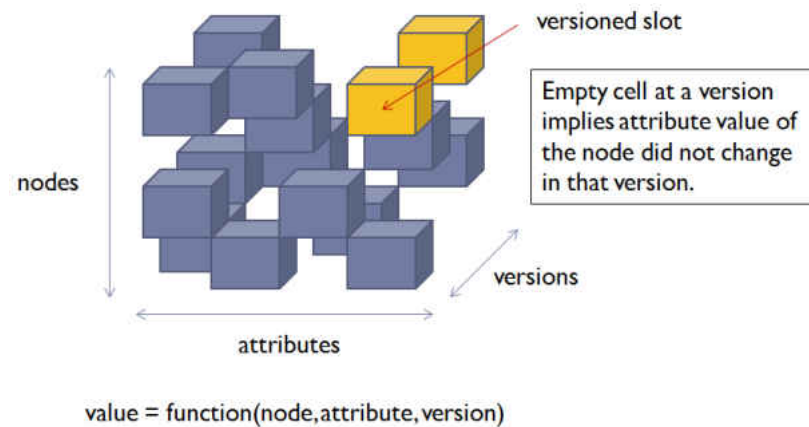 versioned slot
Empty cell at a version
implies attribute value of
the node did not change
in that version.
nodes
versions
attributes
value = function(node,attribute,version)